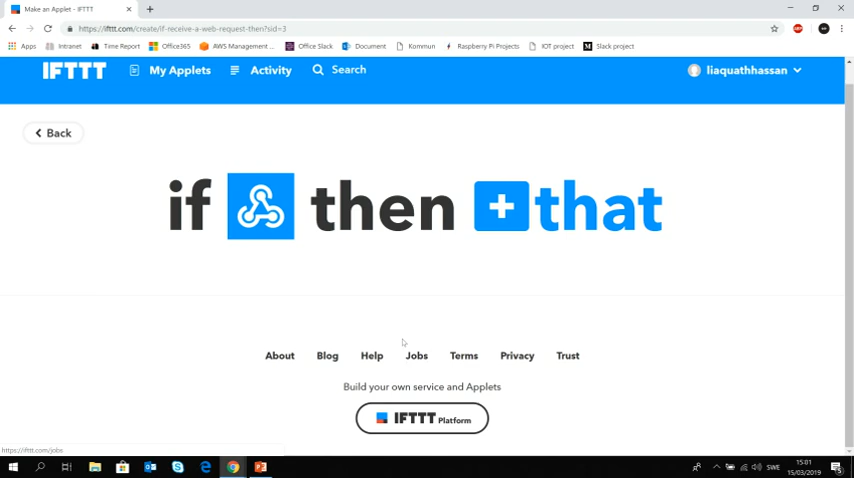 Make an Applet - IFTTT
https://ifttt.com/create/if-receive-a-web-request-then?sid=3
Apps Intranet Time Report Office365 AWS Management ... Office Slack Document Kommun Raspberry Pi Projects IOT project Slack project
IFTTT My Applets Activity Search liaquathhassan
Back
if then that
About Blog Help Jobs Terms Privacy Trust
Build your own service and Applets
IFTTT Platform
https://ifttt.com/jobs
SWE
15:01
15/03/2019